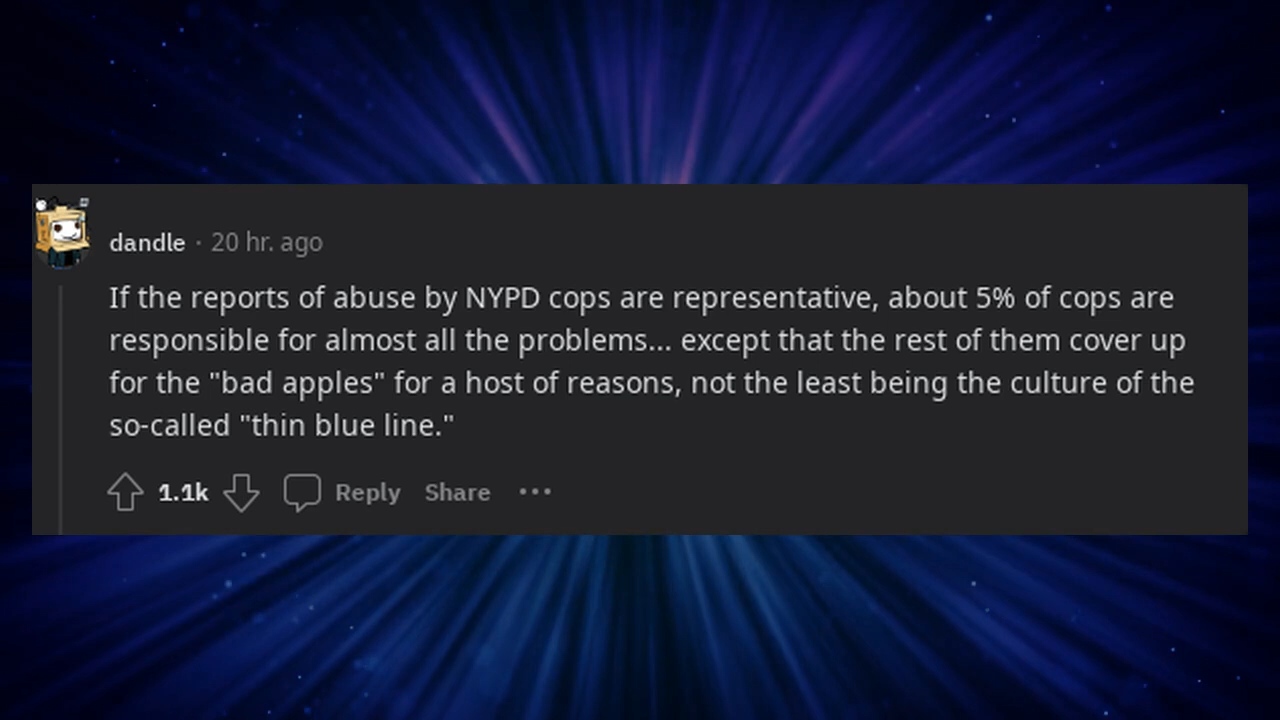 dandle · 20 hr. ago
If the reports of abuse by NYPD cops are representative, about 5% of cops are
responsible for almost all the problems... except that the rest of them cover up
for the "bad apples" for a host of reasons, not the least being the culture of the
so-called "thin blue line."
1.1k Reply Share